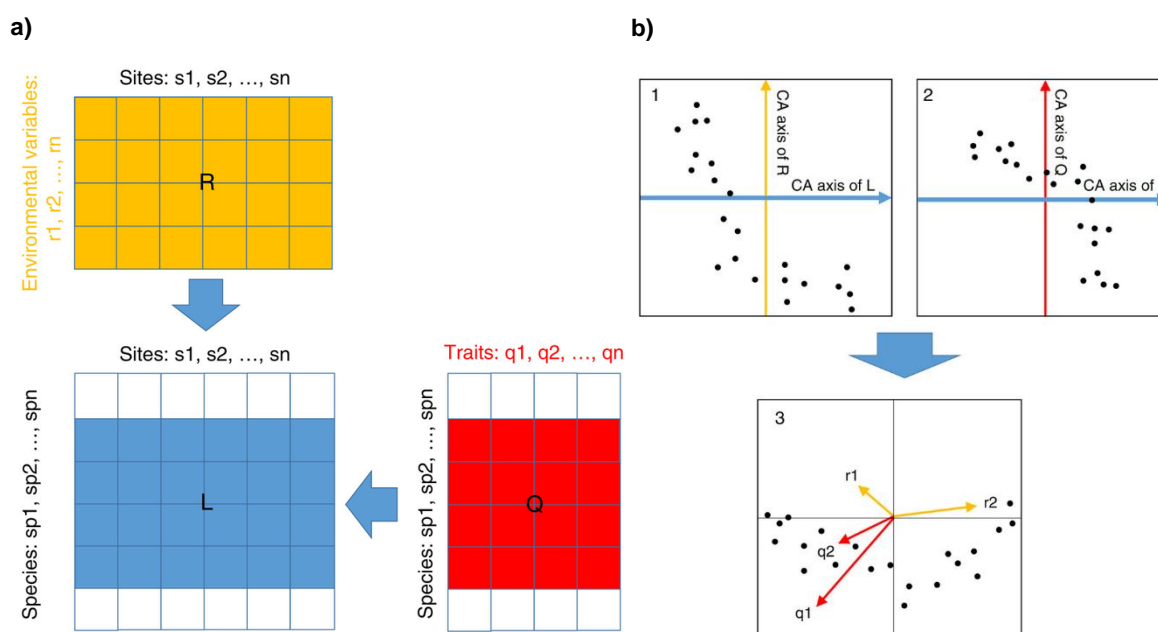 a)
Sites: s1, s2, …, sn
Environmental variables:
r1, r2, …, rn
R
Sites: s1, s2, …, sn
Species: sp1, sp2, …, spn
L
Traits: q1, q2, …, qn
Species: sp1, sp2, …, spn
Q
b)
1
CA axis of R
CA axis of L
2
CA axis of Q
CA axis of
3
r1
r2
q2
q1